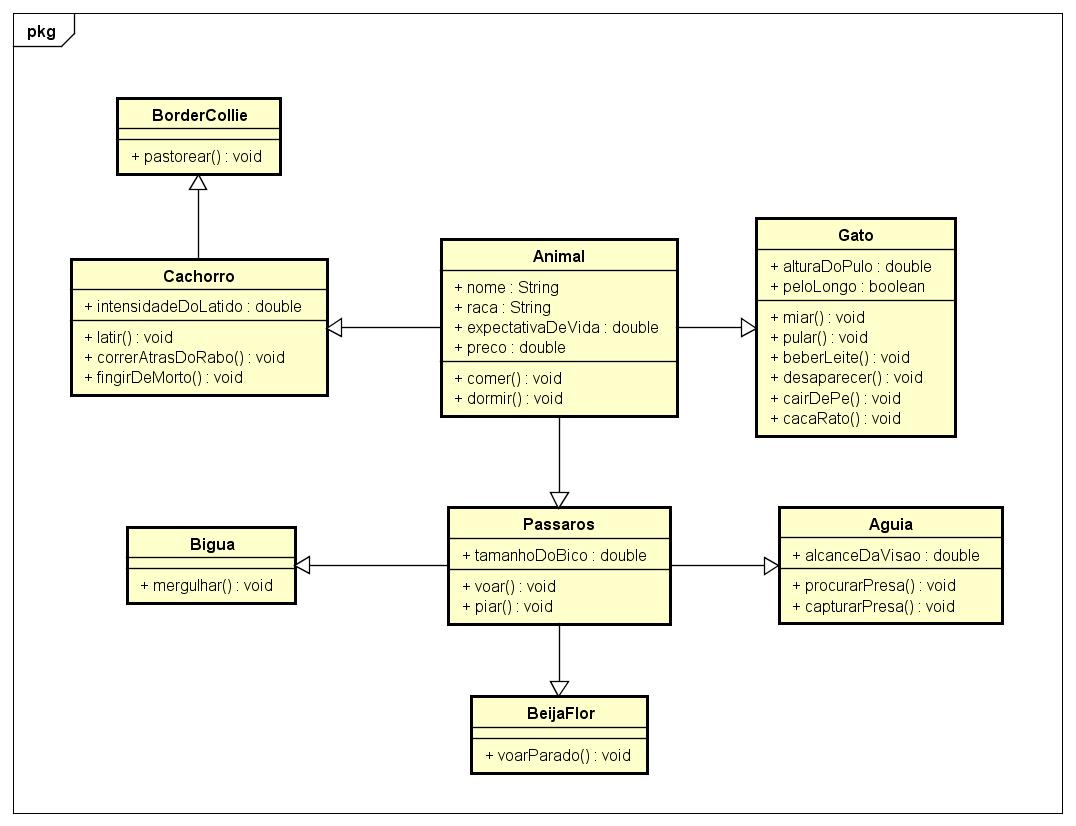 pkg
BorderCollie
+ pastorear() : void
Cachorro
+ intensidadeDoLatido : double
+ latir() : void
+ correrAtrasDoRabo() : void
+ fingirDeMorto() : void
Animal
+ nome : String
+ raca : String
+ expectativaDeVida : double
+ preco : double
+ comer() : void
+ dormir() : void
Gato
+ alturaDoPulo : double
+ peloLongo : boolean
+ miar() : void
+ pular() : void
+ beberLeite() : void
+ desaparecer() : void
+ cairDePe() : void
+ cacaRato() : void
Bigua
+ mergulhar() : void
Passaros
+ tamanhoDoBico : double
+ voar() : void
+ piar() : void
Aguia
+ alcanceDaVisao : double
+ procurarPresa() : void
+ capturarPresa() : void
BeijaFlor
+ voarParado() : void